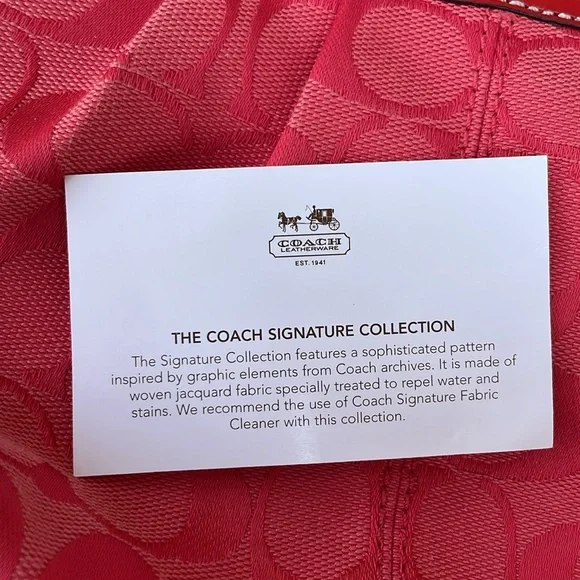 COACH
LEATHERWARE
EST. 1941
THE COACH SIGNATURE COLLECTION
The Signature Collection features a sophisticated pattern
inspired by graphic elements from Coach archives. It is made of
woven jacquard fabric specially treated to repel water and
stains. We recommend the use of Coach Signature Fabric
Cleaner with this collection.